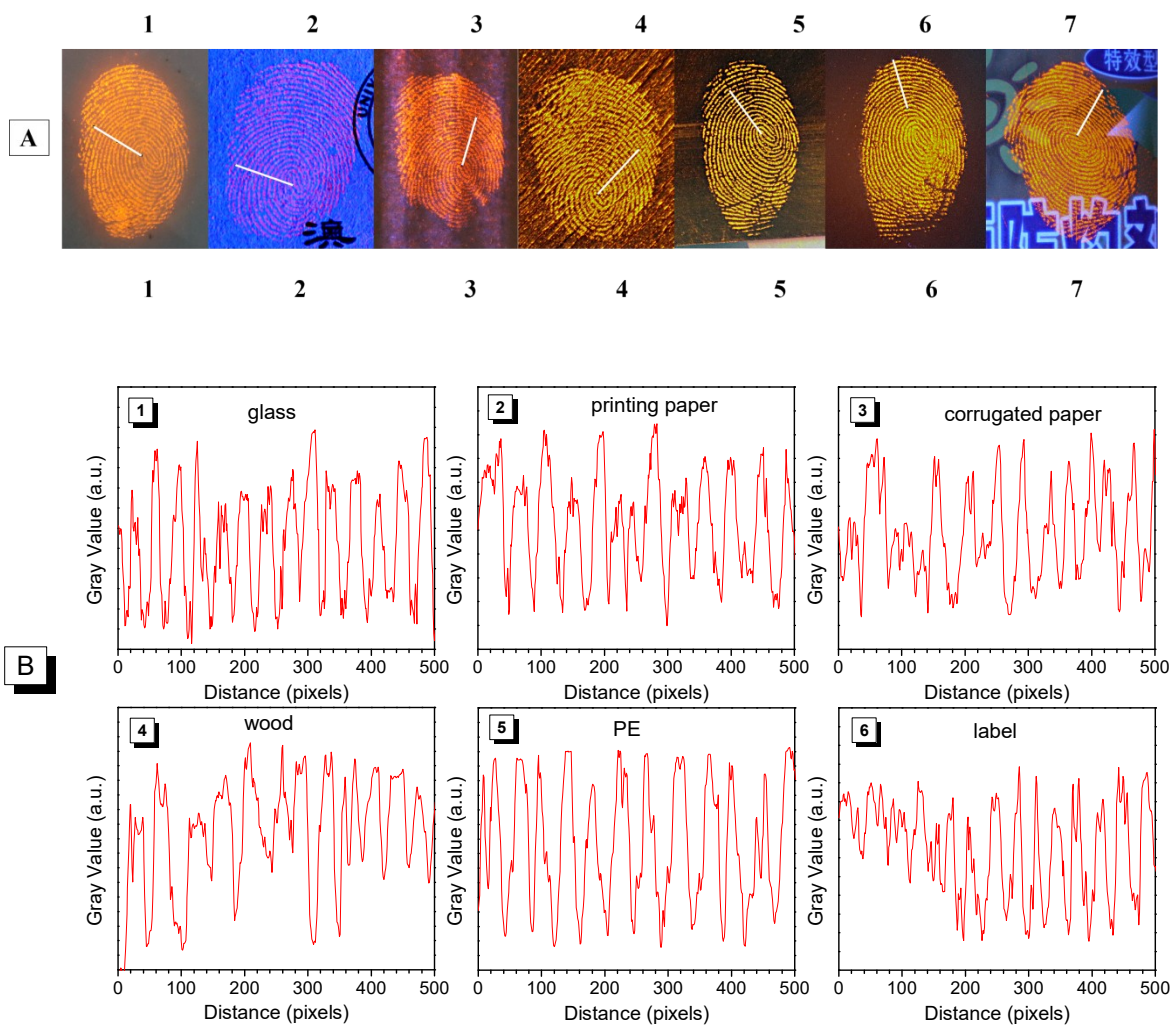 1 2 3 4 5 6 7
A
UNIV
澳
特效型
1 2 3 4 5 6 7
B
1
glass
Gray Value (a.u.)
0 100 200 300 400 500
Distance (pixels)
2
printing paper
Gray Value (a.u.)
0 100 200 300 400 500
Distance (pixels)
3
corrugated paper
Gray Value (a.u.)
0 100 200 300 400 500
Distance (pixels)
4
wood
Gray Value (a.u.)
0 100 200 300 400 500
Distance (pixels)
5
PE
Gray Value (a.u.)
0 100 200 300 400 500
Distance (pixels)
6
label
Gray Value (a.u.)
0 100 200 300 400 500
Distance (pixels)